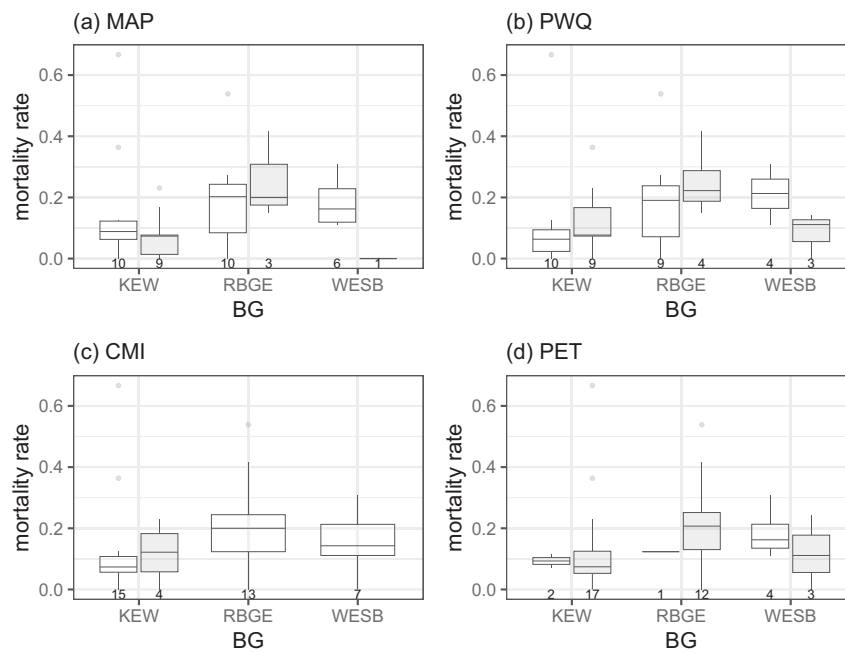 (a) MAP
mortality rate
0.6
0.4
0.2
0.0
10 9 10 3 6 1
KEW RBGE WESB
BG
(b) PWQ
mortality rate
0.6
0.4
0.2
0.0
10 9 9 4 4 3
KEW RBGE WESB
BG
(c) CMI
mortality rate
0.6
0.4
0.2
0.0
15 4 13 7
KEW RBGE WESB
BG
(d) PET
mortality rate
0.6
0.4
0.2
0.0
2 17 1 12 4 3
KEW RBGE WESB
BG